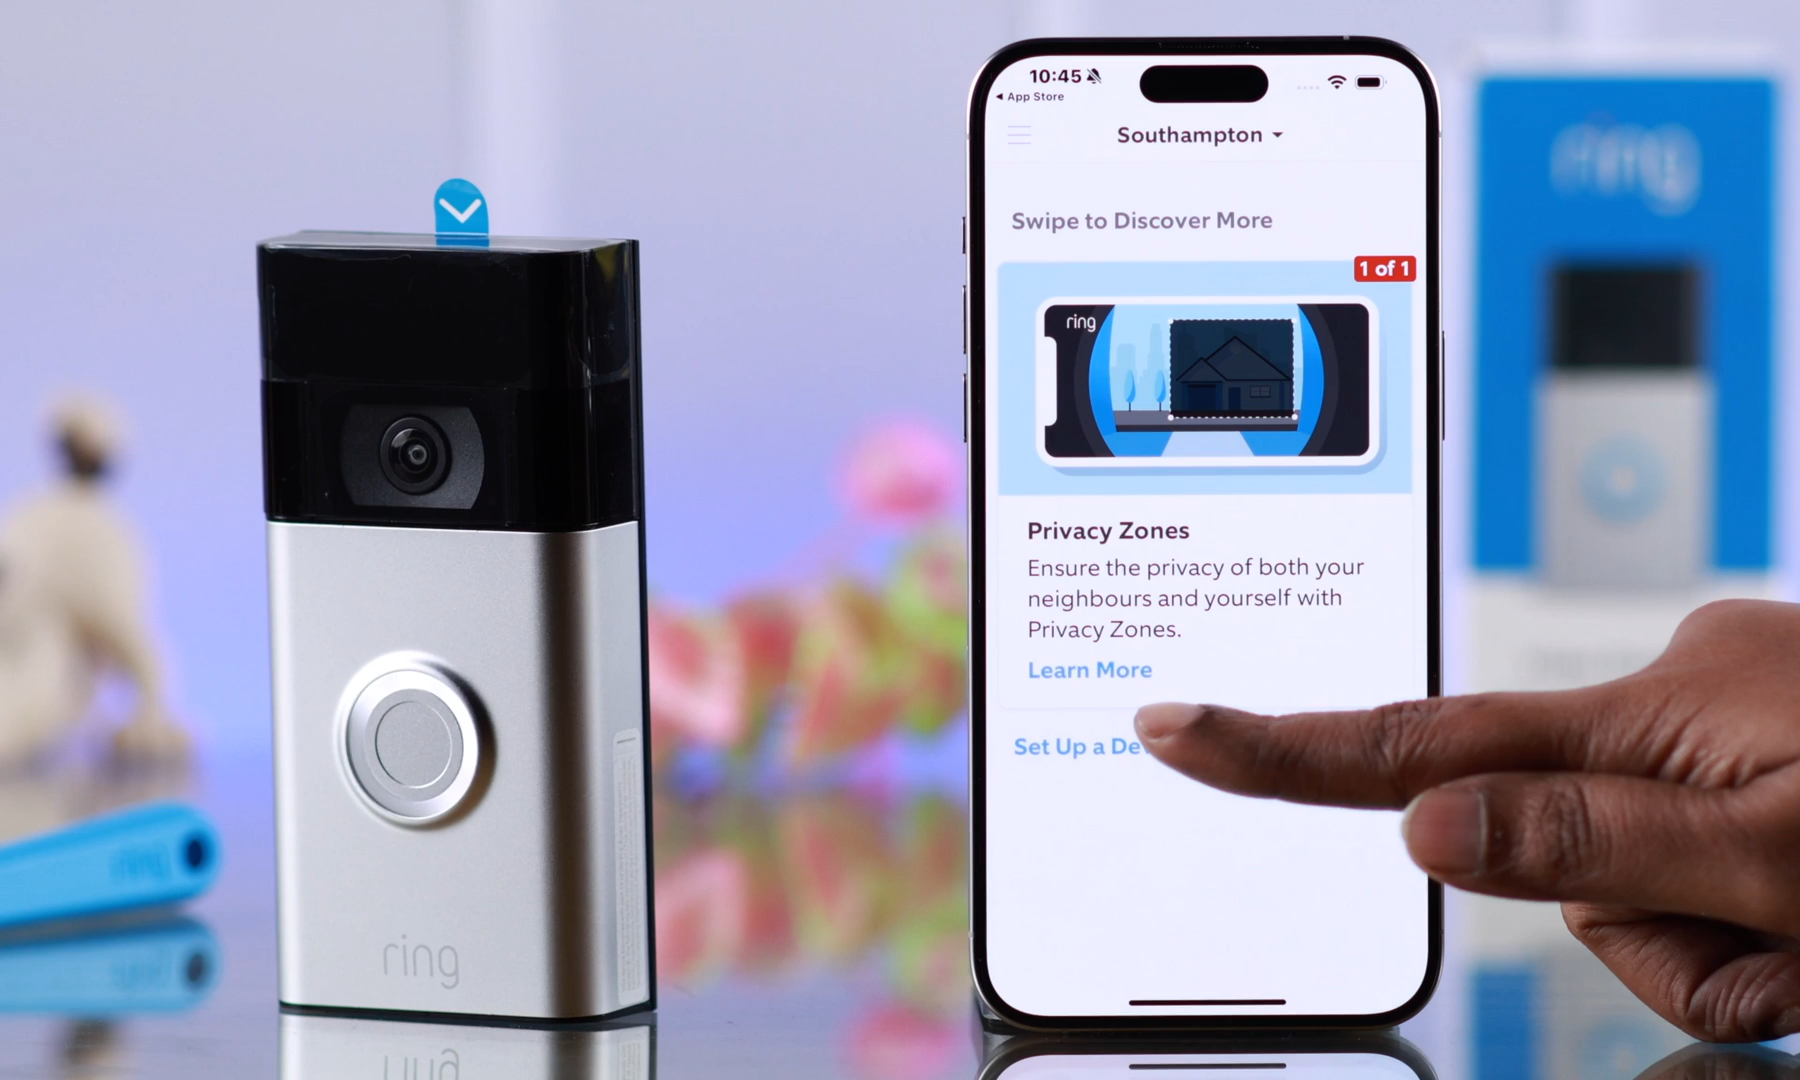 10:45
App Store
Southampton
Swipe to Discover More
1 of 1
ring
Privacy Zones
Ensure the privacy of both your
neighbours and yourself with
Privacy Zones.
Learn More
Set Up a De
ring
ring